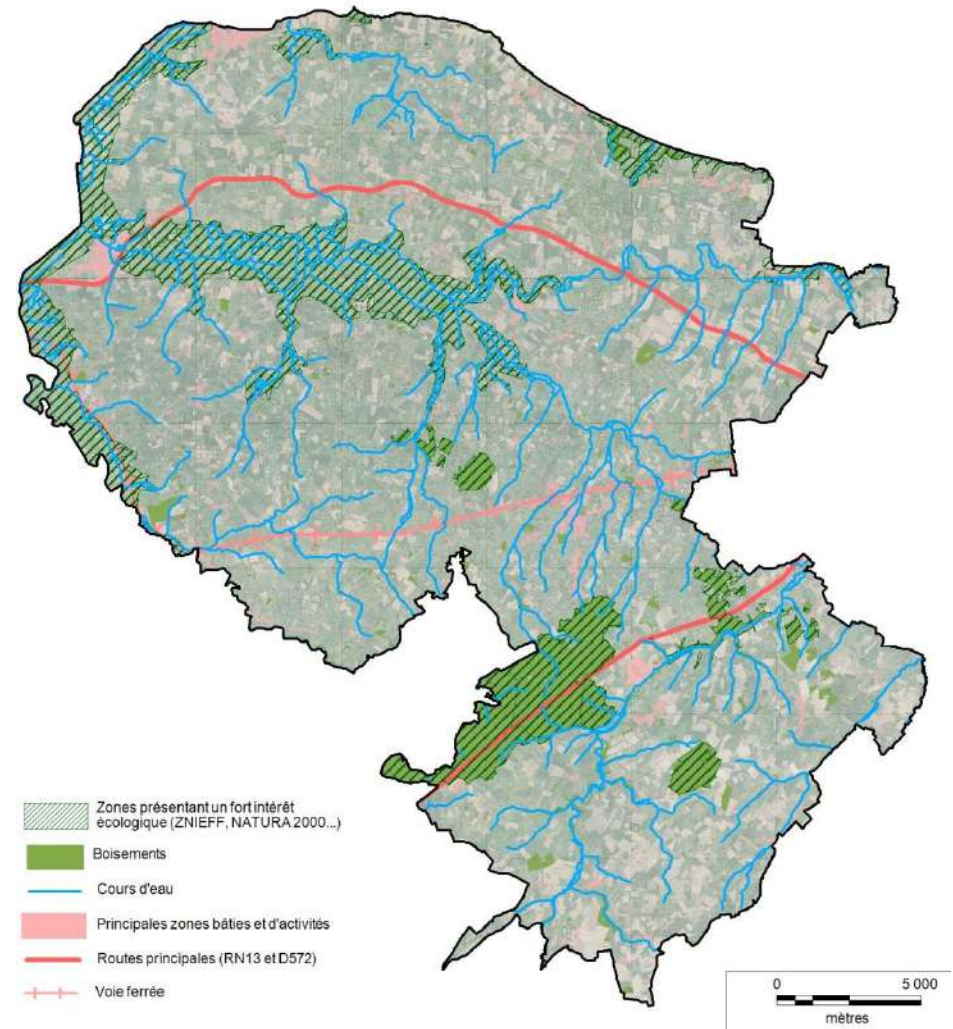 Zones présentant un fort intérêt
écologique (ZNIEFF, NATURA 2000...)
Boisements
Cours d'eau
Principales zones bâties et d'activités
Routes principales (RN13 et D572)
Voie ferrée
0 5 000
mètres